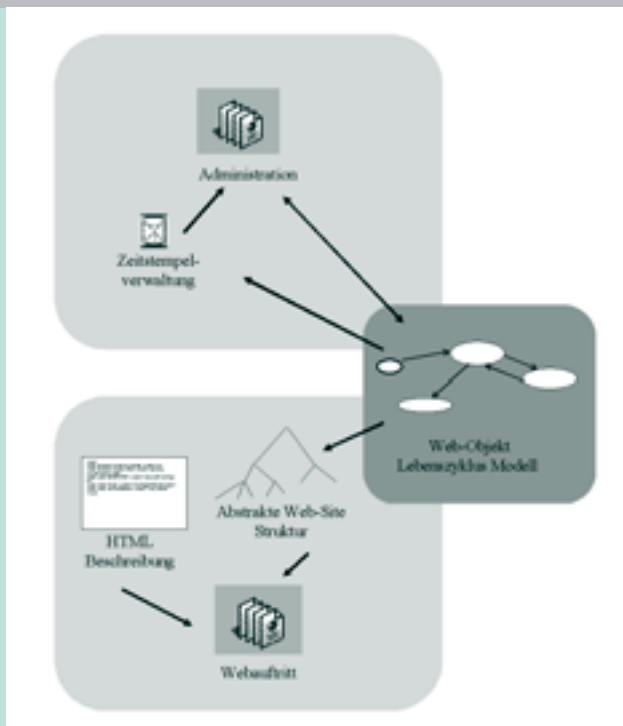 Administration
Zeitstempel-
verwaltung
Web-Objekt
Lebenszyklus Modell
Abstrakte Web-Site
Struktur
HTML
Beschreibung
Webauftritt